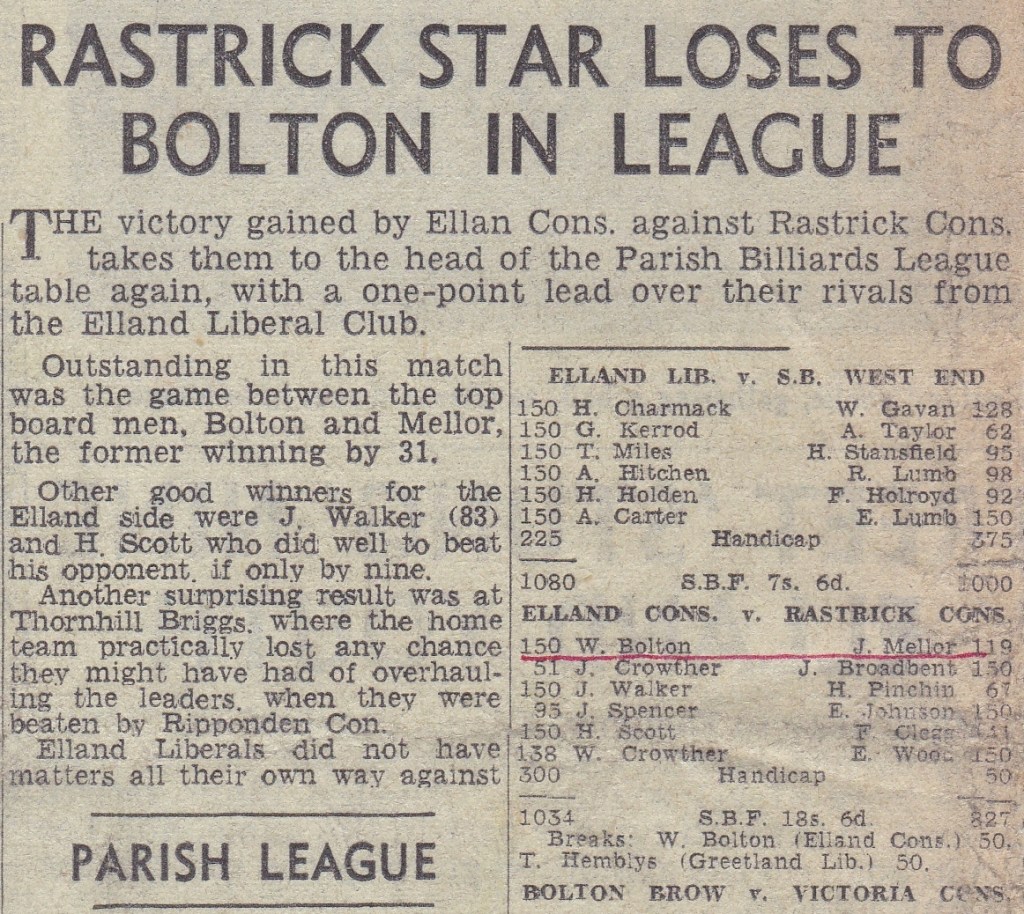 RASTRICK STAR LOSES TO
BOLTON IN LEAGUE
THE victory gained by Ellan Cons. against Rastrick Cons.
takes them to the head of the Parish Billiards League
table again, with a one-point lead over their rivals from
the Elland Liberal Club.
Outstanding in this match
was the game between the top
board men, Bolton and Mellor,
the former winning by 31.
Other good winners for the
Elland side were J. Walker (83)
and H. Scott who did well to beat
his opponent, if only by nine.
Another surprising result was at
Thornhill Briggs, where the home
team practically lost any chance
they might have had of overhaul-
ing the leaders, when they were
beaten by Ripponden Con.
Elland Liberals did not have
matters all their own way against
PARISH LEAGUE
ELLAND LIB. v. S.B. WEST END
150 H. Charmack W. Gavan 128
150 G. Kerrod A. Taylor 62
150 T. Miles H. Stansfield 95
150 A. Hitchen R. Lumb 98
150 H. Holden F. Holroyd 92
150 A. Carter E. Lumb 150
225 Handicap 375
1080 S.B.F. 7s. 6d. 1000
ELLAND CONS. v. RASTRICK CONS.
150 W. Bolton J. Mellor 119
51 J. Crowther J. Broadbent 150
150 J. Walker H. Pinchin 67
95 J. Spencer E. Johnson 150
150 H. Scott F. Clegg 141
138 W. Crowther E. Wood 150
300 Handicap 50
1034 S.B.F. 18s. 6d. 827
Breaks: W. Bolton (Elland Cons.) 50,
T. Hemblys (Greetland Lib.) 50.
BOLTON BROW v. VICTORIA CONS.